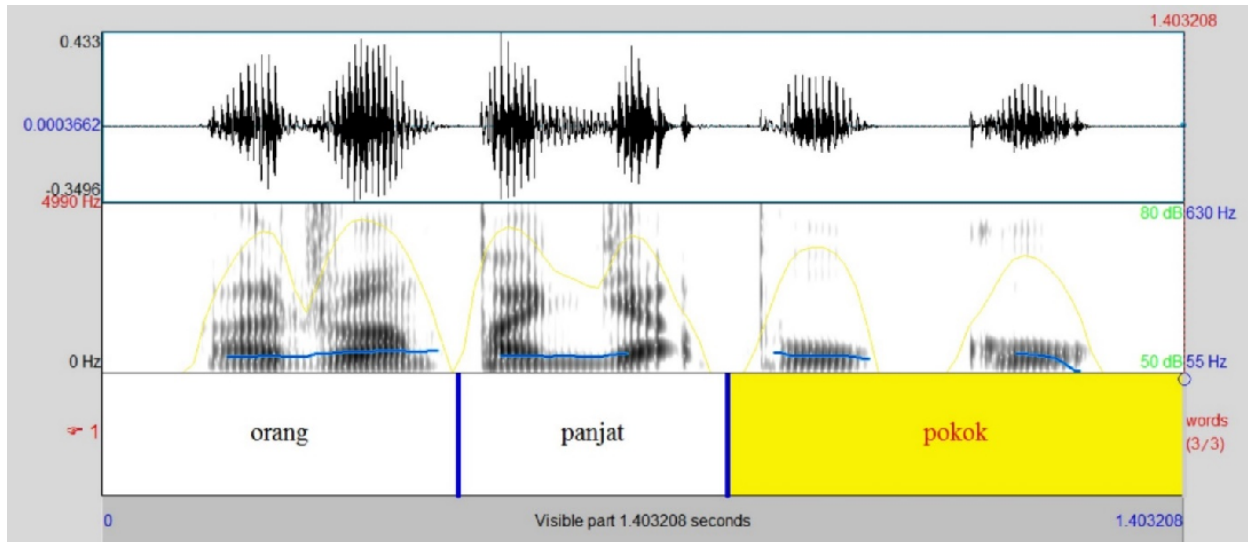 1.403208
0.433
0.0003662
-0.3496
4990 Hz
80 dB 630 Hz
0 Hz
50 dB 55 Hz
1 orang panjat pokok words
(3/3)
0 Visible part 1.403208 seconds 1.403208